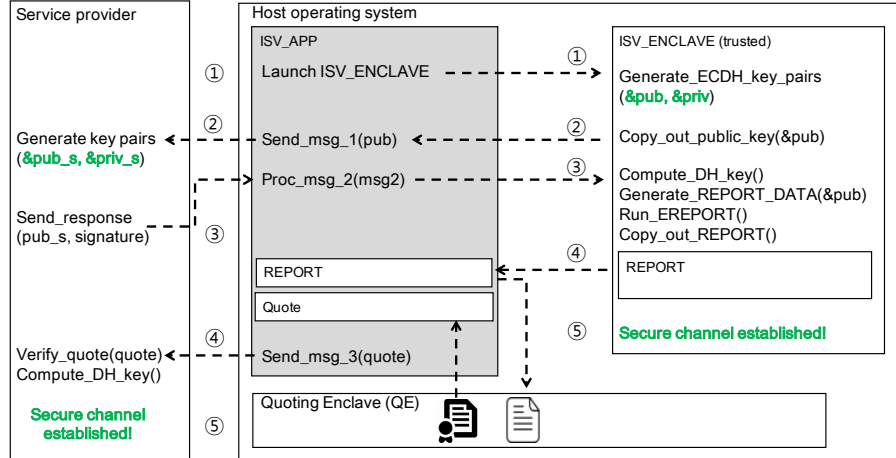 Service provider
Host operating system
ISV_APP
ISV_ENCLAVE (trusted)
①
Launch ISV_ENCLAVE
①
Generate_ECDH_key_pairs
(&pub, &priv)
Generate key pairs
(&pub_s, &priv_s)
②
Send_msg_1(pub)
②
Copy_out_public_key(&pub)
Proc_msg_2(msg2)
③
Compute_DH_key()
Generate_REPORT_DATA(&pub)
Run_EREPORT()
Copy_out_REPORT()
Send_response
(pub_s, signature)
③
④
REPORT
REPORT
Quote
⑤
Secure channel established!
Verify_quote(quote)
Compute_DH_key()
④
Send_msg_3(quote)
Secure channel
established!
⑤
Quoting Enclave (QE)